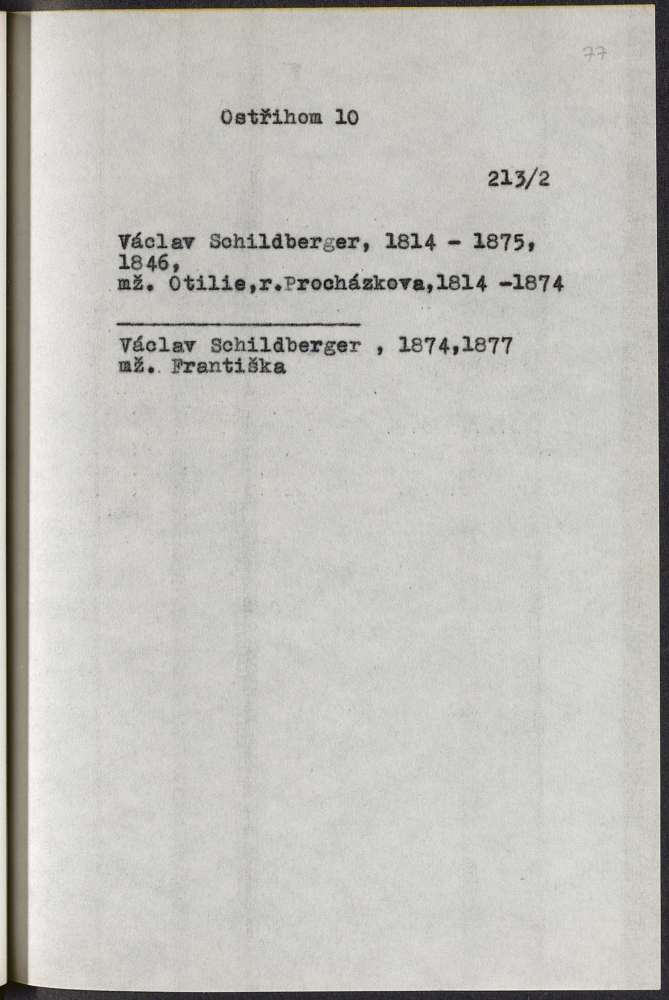 77
Ostřihom 10
213/2
Václav Schildberger, 1814 - 1875,
1846,
mž. Otilie,r.Procházkova,1814 -1874
Václav Schildberger , 1874,1877
mž. Františka